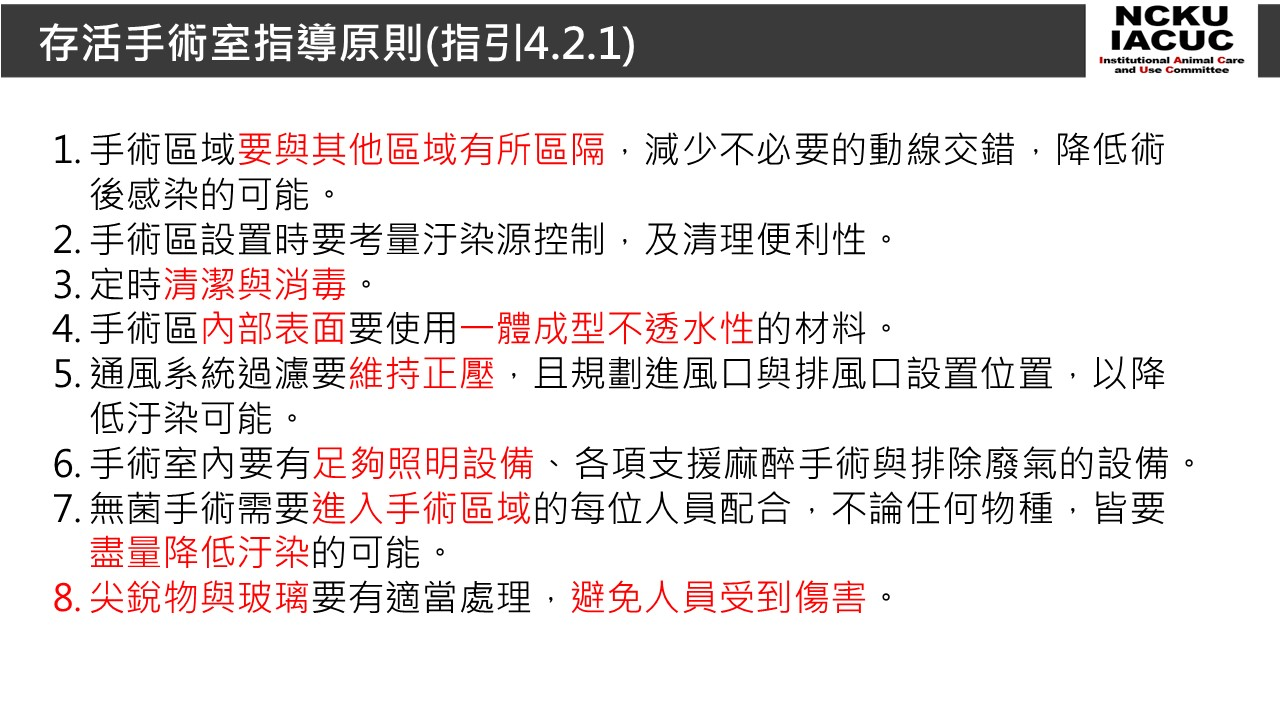 存活手術室指導原則(指引4.2.1)
NCKU
IACUC
Institutional Animal Care
and Use Committee
1. 手術區域要與其他區域有所區隔，減少不必要的動線交錯，降低術
後感染的可能。
2. 手術區設置時要考量汙染源控制，及清理便利性。
3. 定時清潔與消毒。
4. 手術區內部表面要使用一體成型不透水性的材料。
5. 通風系統過濾要維持正壓，且規劃進風口與排風口設置位置，以降
低汙染可能。
6. 手術室內要有足夠照明設備、各項支援麻醉手術與排除廢氣的設備。
7. 無菌手術需要進入手術區域的每位人員配合，不論任何物種，皆要
盡量降低汙染的可能。
8. 尖銳物與玻璃要有適當處理，避免人員受到傷害。